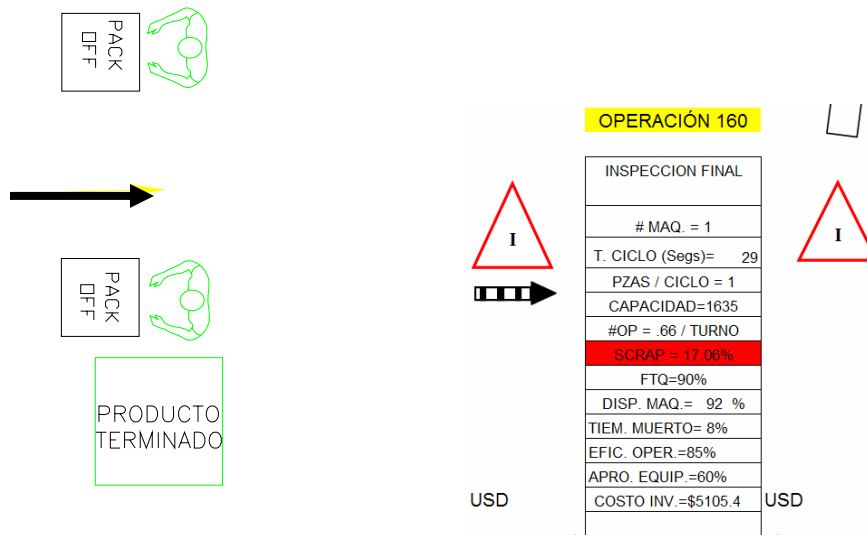 PACK
OFF
PACK
OFF
PRODUCTO
TERMINADO
OPERACIÓN 160
INSPECCION FINAL
I
I
# MAQ. = 1
T. CICLO (Segs)= 29
PZAS / CICLO = 1
CAPACIDAD=1635
#OP = .66 / TURNO
SCRAP = 17.06%
FTQ=90%
DISP. MAQ.= 92 %
TIEM. MUERTO= 8%
EFIC. OPER.=85%
APRO. EQUIP.=60%
USD
COSTO INV.=$5105.4
USD